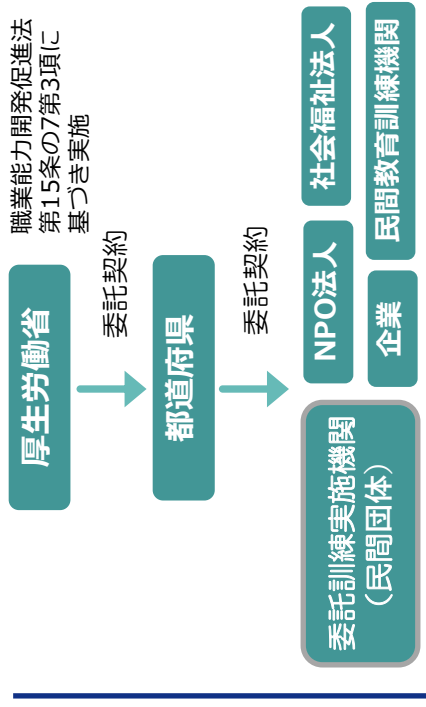 厚生労働省
職業能力開発促進法
第15条の7第3項に
基づき実施
委託契約
都道府県
委託契約
委託訓練実施機関
（民間団体）
NPO法人
社会福祉法人
企業
民間教育訓練機関